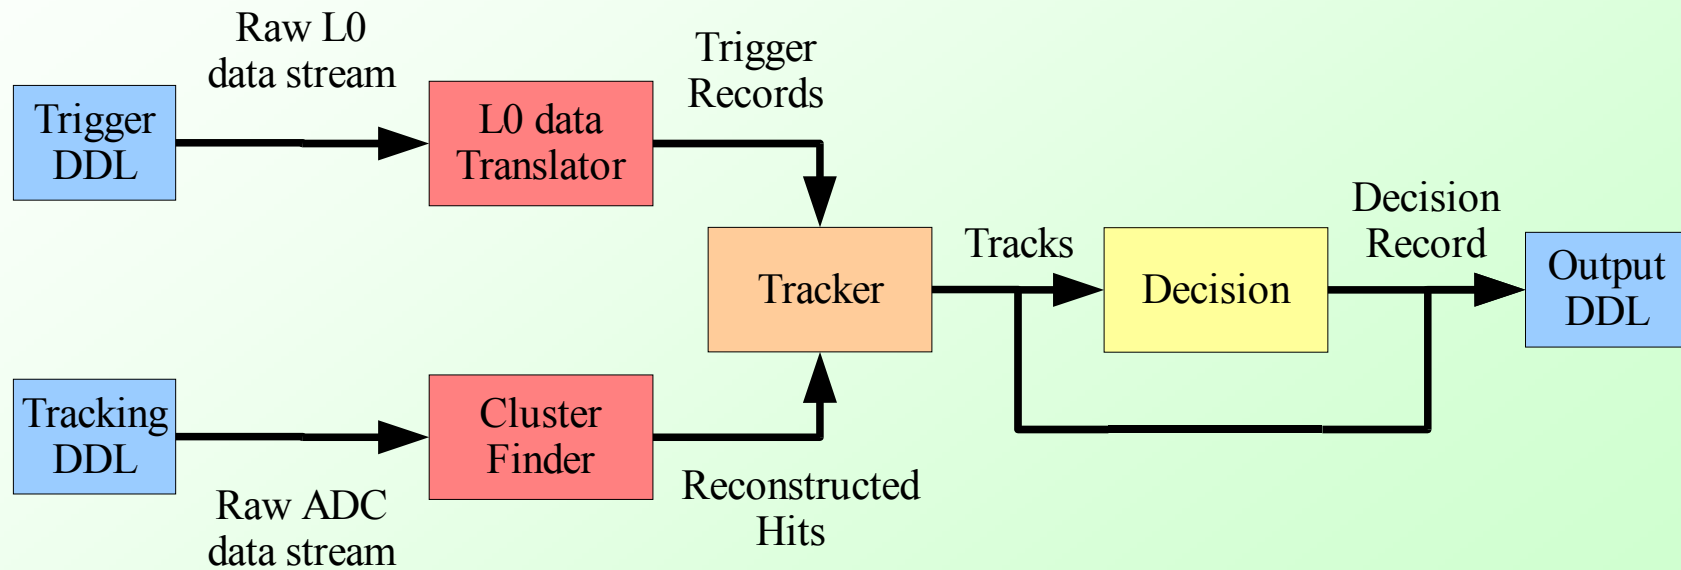 Raw L0
data stream
Trigger
Records
Trigger
DDL
L0 data
Translator
Decision
Record
Tracks
Tracker
Decision
Output
DDL
Tracking
DDL
Cluster
Finder
Raw ADC
data stream
Reconstructed
Hits